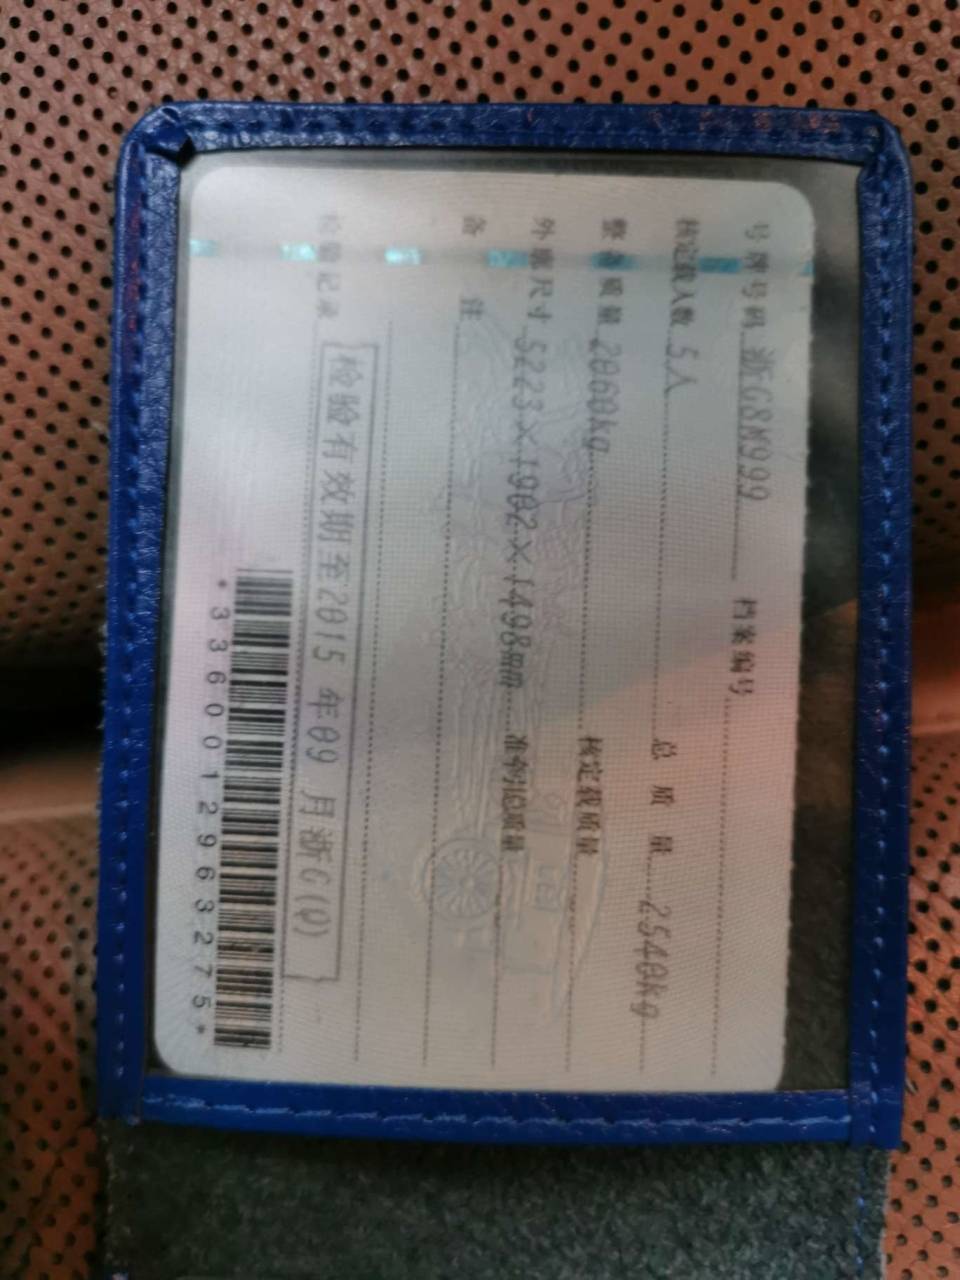 号牌号码 浙G8N999 档案编号
核定载人数 5人 总质量 2540kg
整备质量 2060kg 核定载质量
外廓尺寸 5223×1902×1498mm 准牵引总质量
备注
检验记录 检验有效期至2015年09月浙G(Q)
*3360012963275*